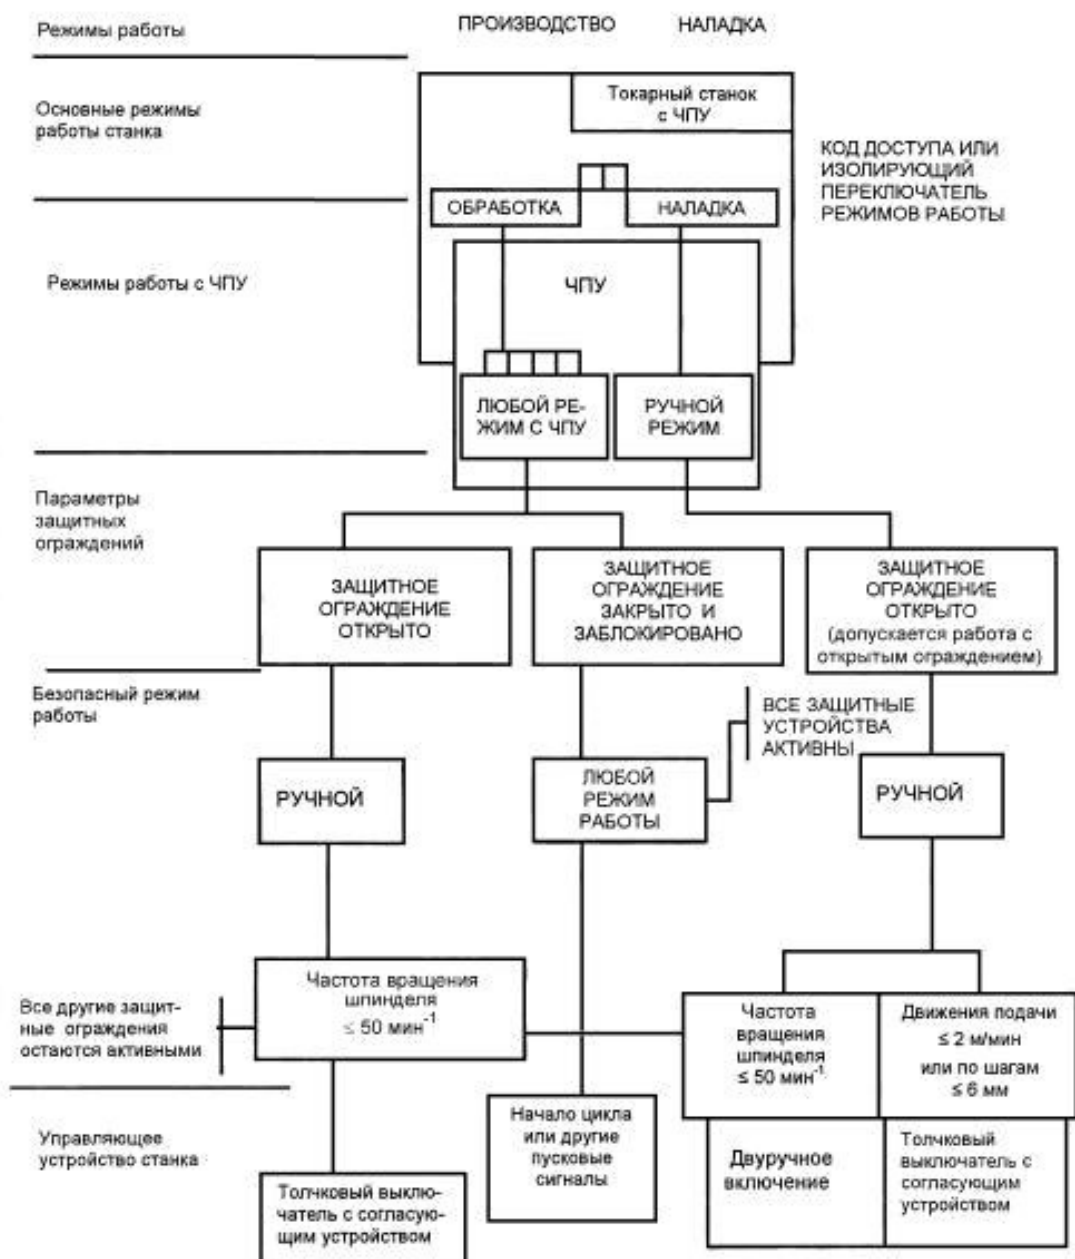 Режимы работы
ПРОИЗВОДСТВО
НАЛАДКА
Основные режимы
работы станка
Токарный станок
с ЧПУ
КОД ДОСТУПА ИЛИ
ИЗОЛИРУЮЩИЙ
ПЕРЕКЛЮЧАТЕЛЬ
РЕЖИМОВ РАБОТЫ
ОБРАБОТКА
НАЛАДКА
Режимы работы с ЧПУ
ЧПУ
ЛЮБОЙ РЕ-
ЖИМ С ЧПУ
РУЧНОЙ
РЕЖИМ
Параметры
защитных
ограждений
ЗАЩИТНОЕ
ОГРАЖДЕНИЕ
ОТКРЫТО
ЗАЩИТНОЕ
ОГРАЖДЕНИЕ
ЗАКРЫТО И
ЗАБЛОКИРОВАНО
ЗАЩИТНОЕ
ОГРАЖДЕНИЕ
ОТКРЫТО
(допускается работа с
открытым ограждением)
Безопасный режим
работы
ВСЕ ЗАЩИТНЫЕ
УСТРОЙСТВА
АКТИВНЫ
РУЧНОЙ
ЛЮБОЙ
РЕЖИМ
РАБОТЫ
РУЧНОЙ
Все другие защит-
ные ограждения
остаются активными
Частота вращения
шпинделя
≤ 50 мин⁻¹
Частота
вращения
шпинделя
≤ 50 мин⁻¹
Движения подачи
≤ 2 м/мин
или по шагам
≤ 6 мм
Управляющее
устройство станка
Толчковый выклю-
чатель с согласую-
щим устройством
Начало цикла
или другие
пусковые
сигналы
Двуручное
включение
Толчковый
выключатель с
согласующим
устройством